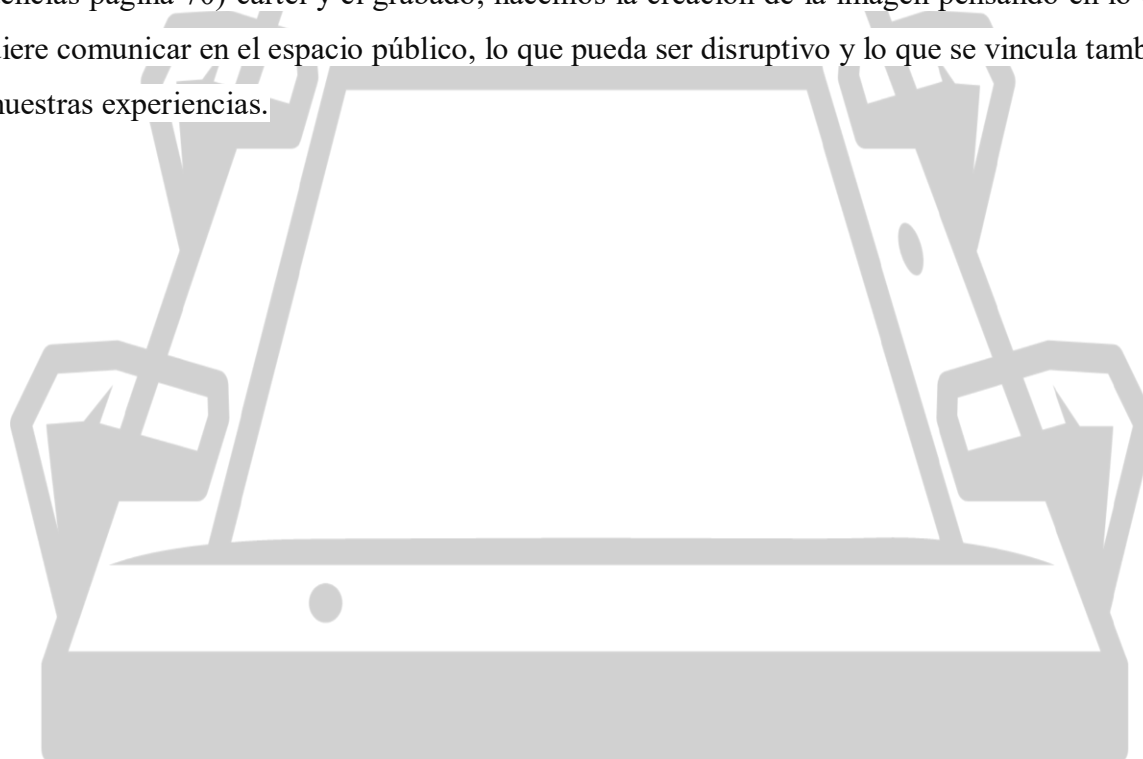 página 70) cartel y el grabado, hacemos la creación de la imagen pensando en lo
iere comunicar en el espacio público, lo que pueda ser disruptivo y lo que se vincula tamb
nuestras experiencias.